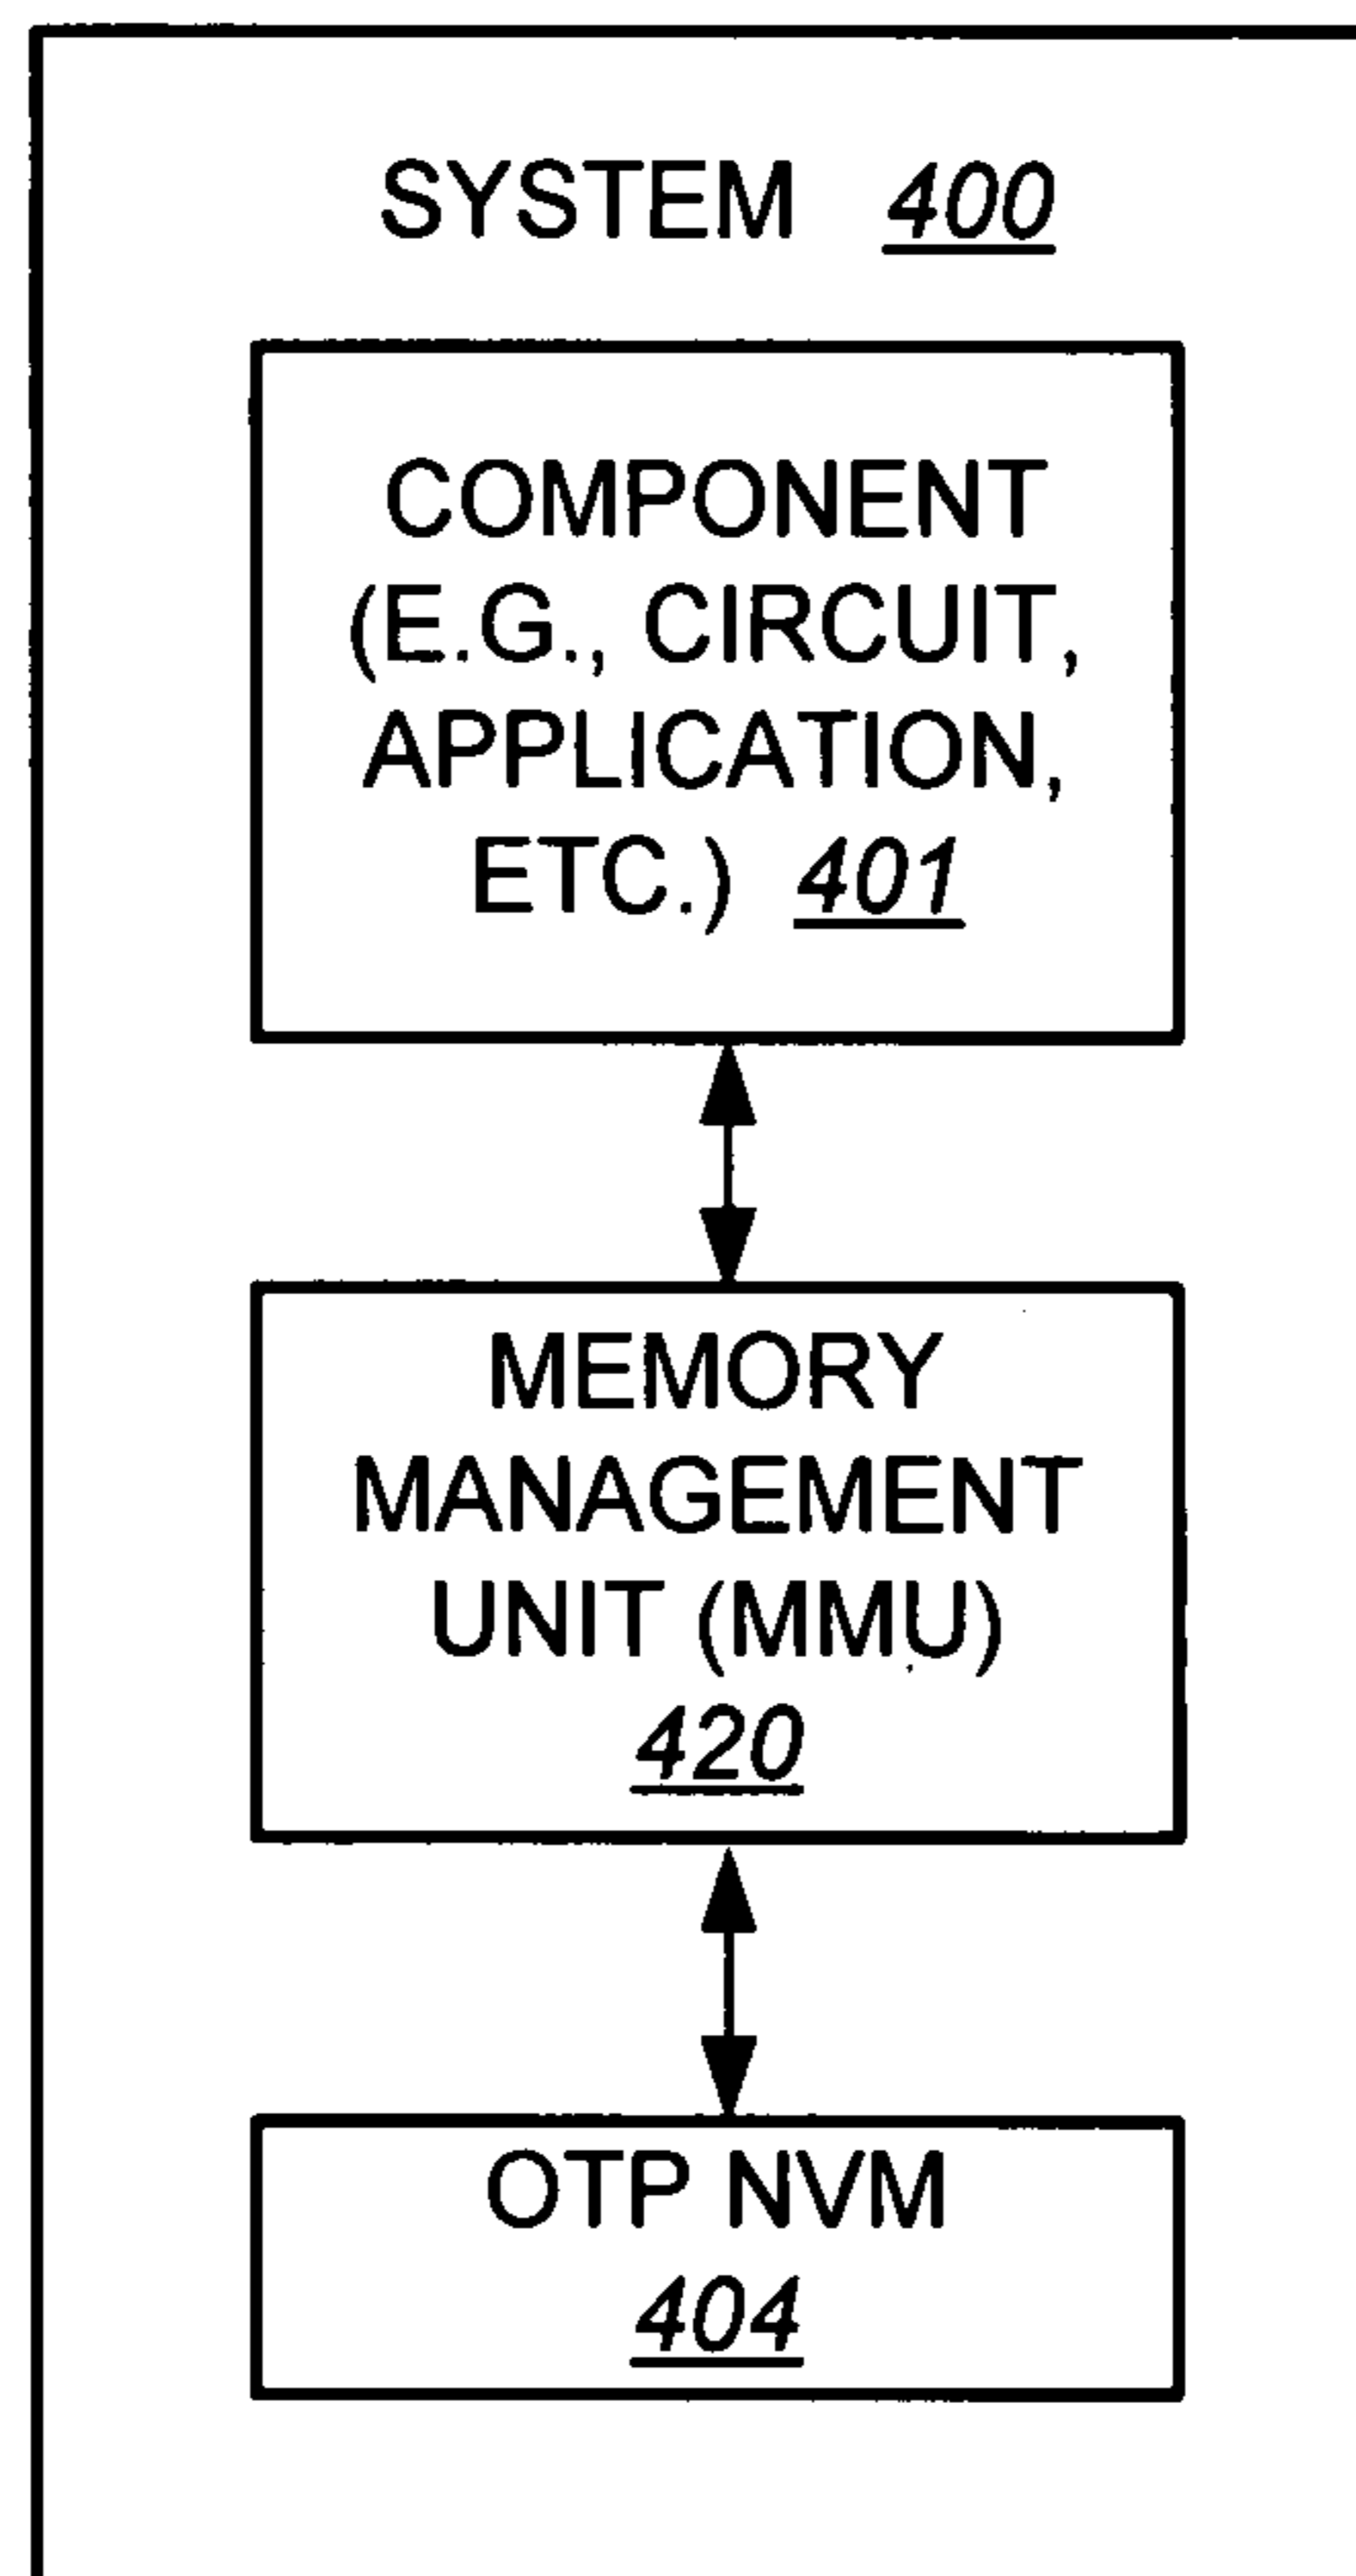 SYSTEM 400
COMPONENT
(E.G., CIRCUIT,
APPLICATION,
ETC.) 401
MEMORY
MANAGEMENT
UNIT (MMU)
420
OTP NVM
404